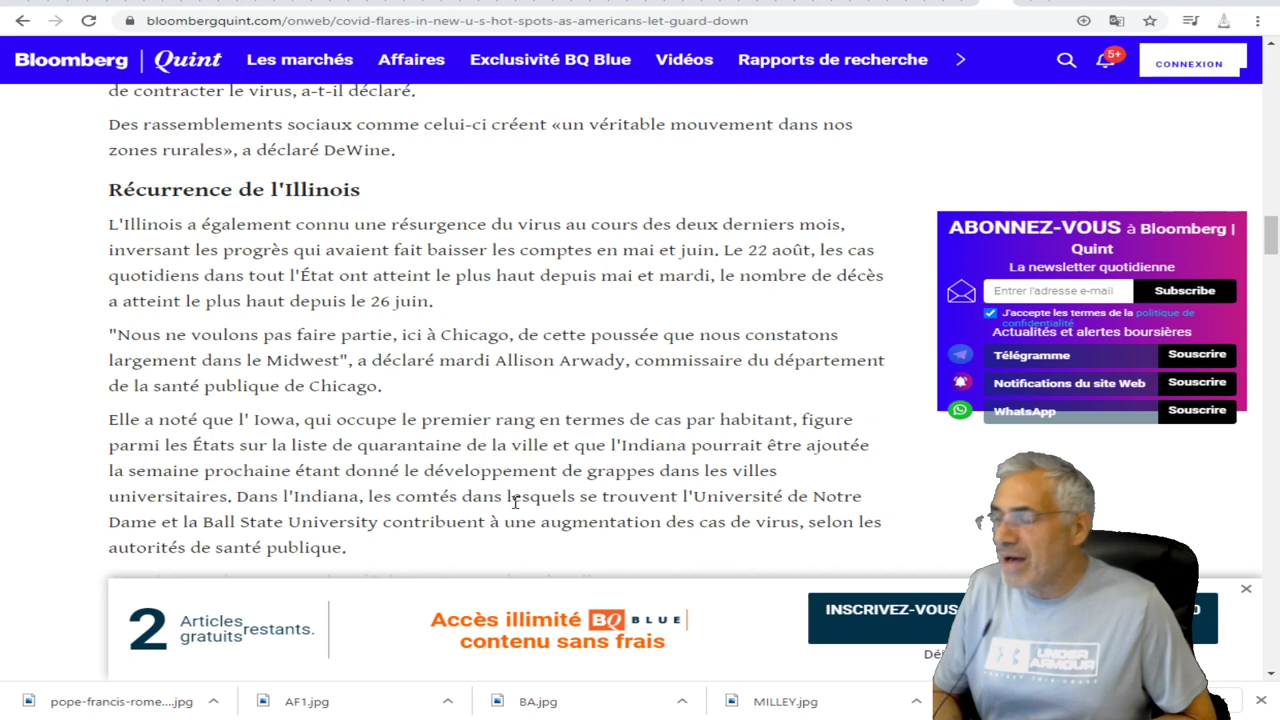 bloombergquint.com/onweb/covid-flares-in-new-u-s-hot-spots-as-americans-let-guard-down
Bloomberg | Quint Les marchés Affaires Exclusivité BQ Blue Vidéos Rapports de recherche 5+ CONNEXION
de contracter le virus, a-t-il déclaré.
Des rassemblements sociaux comme celui-ci créent «un véritable mouvement dans nos
zones rurales», a déclaré DeWine.
Récurrence de l'Illinois
L'Illinois a également connu une résurgence du virus au cours des deux derniers mois,
inversant les progrès qui avaient fait baisser les comptes en mai et juin. Le 22 août, les cas
quotidiens dans tout l'État ont atteint le plus haut depuis mai et mardi, le nombre de décès
a atteint le plus haut depuis le 26 juin.
"Nous ne voulons pas faire partie, ici à Chicago, de cette poussée que nous constatons
largement dans le Midwest", a déclaré mardi Allison Arwady, commissaire du département
de la santé publique de Chicago.
Elle a noté que l' Iowa, qui occupe le premier rang en termes de cas par habitant, figure
parmi les États sur la liste de quarantaine de la ville et que l'Indiana pourrait être ajoutée
la semaine prochaine étant donné le développement de grappes dans les villes
universitaires. Dans l'Indiana, les comtés dans lesquels se trouvent l'Université de Notre
Dame et la Ball State University contribuent à une augmentation des cas de virus, selon les
autorités de santé publique.
ABONNEZ-VOUS à Bloomberg |
Quint
La newsletter quotidienne
Entrer l'adresse e-mail Subscribe
J'accepte les termes de la politique de
confidentialité
Actualités et alertes boursières
Télégramme Souscrire
Notifications du site Web Souscrire
WhatsApp Souscrire
2 Articles
gratuits restants.
Accès illimité BQ BLUE
contenu sans frais
INSCRIVEZ-VOUS
UNDER
ARMOUR
pope-francis-rome....jpg AF1.jpg BA.jpg MILLEY.jpg